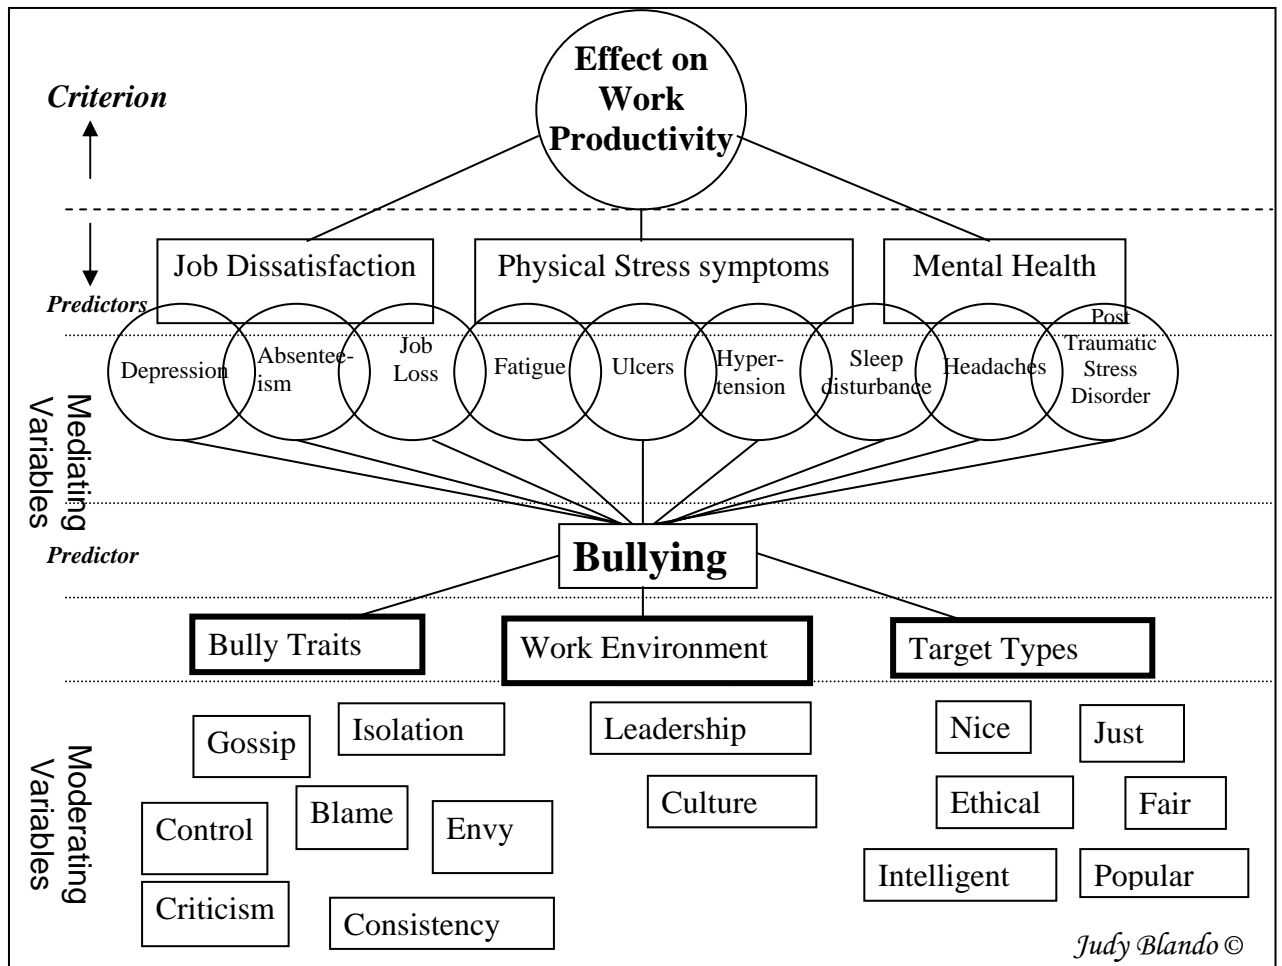 Effect on
Work
Productivity
Criterion
Job Dissatisfaction
Physical Stress symptoms
Mental Health
Predictors
Depression
Absentee-
ism
Job
Loss
Fatigue
Ulcers
Hyper-
tension
Sleep
disturbance
Headaches
Post
Traumatic
Stress
Disorder
Mediating
Variables
Predictor
Bullying
Bully Traits
Work Environment
Target Types
Moderating
Variables
Gossip
Isolation
Leadership
Nice
Just
Control
Blame
Envy
Culture
Ethical
Fair
Criticism
Consistency
Intelligent
Popular
Judy Blando ©